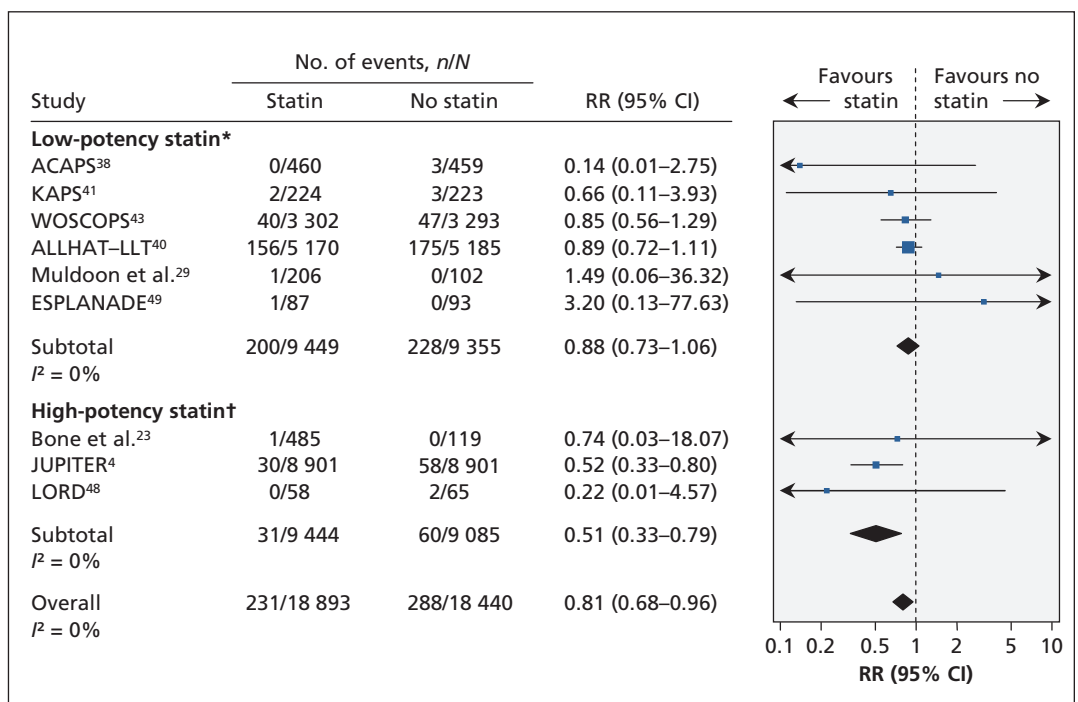 No. of events, n/N
Study Statin No statin RR (95% CI)
Favours statin Favours no statin
Low-potency statin*
ACAPS³⁸ 0/460 3/459 0.14 (0.01–2.75)
KAPS⁴¹ 2/224 3/223 0.66 (0.11–3.93)
WOSCOPS⁴³ 40/3 302 47/3 293 0.85 (0.56–1.29)
ALLHAT–LLT⁴⁰ 156/5 170 175/5 185 0.89 (0.72–1.11)
Muldoon et al.²⁹ 1/206 0/102 1.49 (0.06–36.32)
ESPLANADE⁴⁹ 1/87 0/93 3.20 (0.13–77.63)
Subtotal 200/9 449 228/9 355 0.88 (0.73–1.06)
I² = 0%
High-potency statin†
Bone et al.²³ 1/485 0/119 0.74 (0.03–18.07)
JUPITER⁴ 30/8 901 58/8 901 0.52 (0.33–0.80)
LORD⁴⁸ 0/58 2/65 0.22 (0.01–4.57)
Subtotal 31/9 444 60/9 085 0.51 (0.33–0.79)
I² = 0%
Overall 231/18 893 288/18 440 0.81 (0.68–0.96)
I² = 0%
0.1 0.2 0.5 1 2 5 10
RR (95% CI)